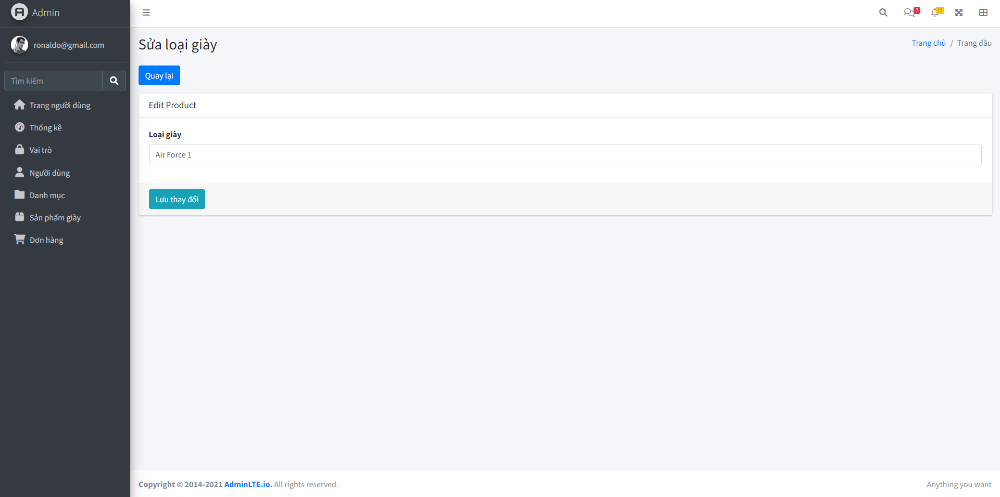 Admin
ronaldo@gmail.com
Tìm kiếm
Trang người dùng
Thống kê
Vai trò
Người dùng
Danh mục
Sản phẩm giày
Đơn hàng
3
15
Sửa loại giày
Trang chủ / Trang đầu
Quay lại
Edit Product
Loại giày
Air Force 1
Lưu thay đổi
Copyright © 2014-2021 AdminLTE.io. All rights reserved.
Anything you want